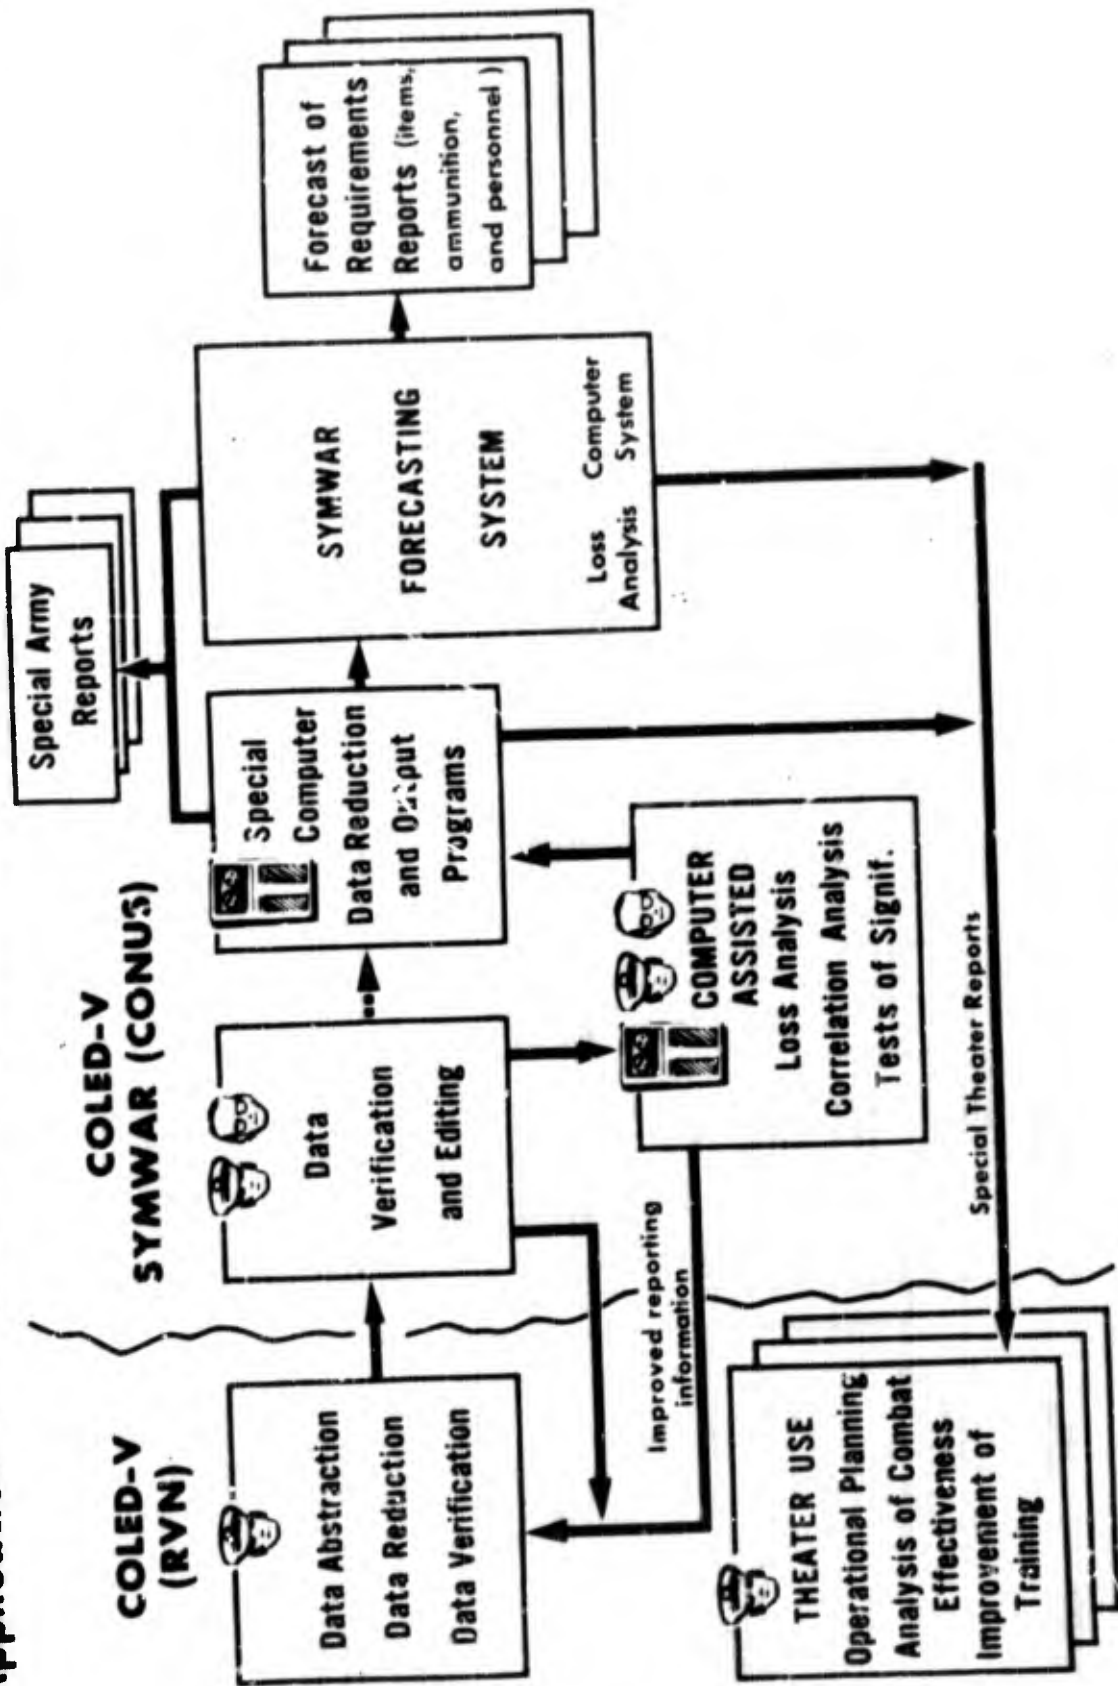 COLED-V
(RVN)
COLED-V
SYMWAR (CONUS)
Data Abstraction
Data Reduction
Data Verification
Data
Verification
and Editing
Special
Computer
Data Reduction
and Output
Programs
Special Army
Reports
SYMWAR
FORECASTING
SYSTEM
Loss
Analysis
Computer
System
Forecast of
Requirements
Reports (items,
ammunition,
and personnel)
COMPUTER
ASSISTED
Loss Analysis
Correlation Analysis
Tests of Signif.
Improved reporting
information
Special Theater Reports
THEATER USE
Operational Planning
Analysis of Combat
Effectiveness
Improvement of
Training